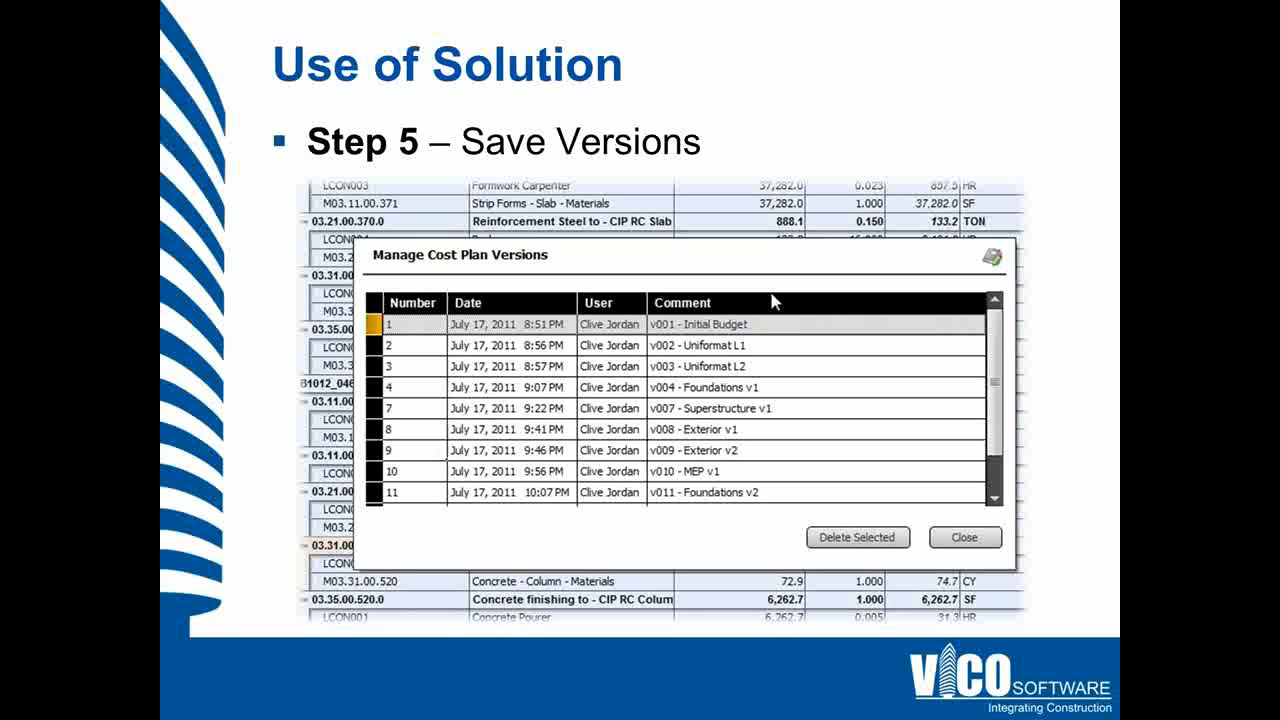 Use of Solution
Step 5 – Save Versions
LCON003 Formwork Carpenter 37,282.0 0.023 857.5 HR
M03.11.00.371 Strip Forms - Slab - Materials 37,282.0 1.000 37,282.0 SF
03.21.00.370.0 Reinforcement Steel to - CIP RC Slab 888.1 0.150 133.2 TON
Manage Cost Plan Versions
Number Date User Comment
1 July 17, 2011 8:51 PM Clive Jordan v001 - Initial Budget
2 July 17, 2011 8:56 PM Clive Jordan v002 - Uniformat L1
3 July 17, 2011 8:57 PM Clive Jordan v003 - Uniformat L2
4 July 17, 2011 9:07 PM Clive Jordan v004 - Foundations v1
7 July 17, 2011 9:22 PM Clive Jordan v007 - Superstructure v1
8 July 17, 2011 9:41 PM Clive Jordan v008 - Exterior v1
9 July 17, 2011 9:46 PM Clive Jordan v009 - Exterior v2
10 July 17, 2011 9:56 PM Clive Jordan v010 - MEP v1
11 July 17, 2011 10:07 PM Clive Jordan v011 - Foundations v2
Delete Selected Close
M03.31.00.520 Concrete - Column - Materials 72.9 1.000 74.7 CY
03.35.00.520.0 Concrete finishing to - CIP RC Colum 6,262.7 1.000 6,262.7 SF
LCON001 Concrete Pourer 6,262.7 0.005 31.3 HR
VICO SOFTWARE
Integrating Construction